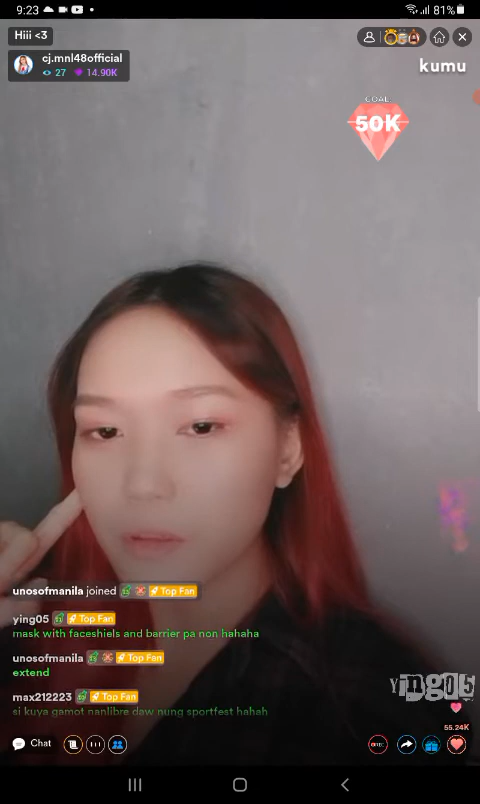 9:23
81%
Hiii <3
cj.mnl48official
27 14.90K
kumu
GOAL
50K
unosofmanila joined Top Fan
ying05 Top Fan
mask with faceshiels and barrier pa non hahaha
unosofmanila Top Fan
extend
max212223 Top Fan
si kuya gamot nanlibre daw nung sportfest hahah
Ying05
55.24K
Chat